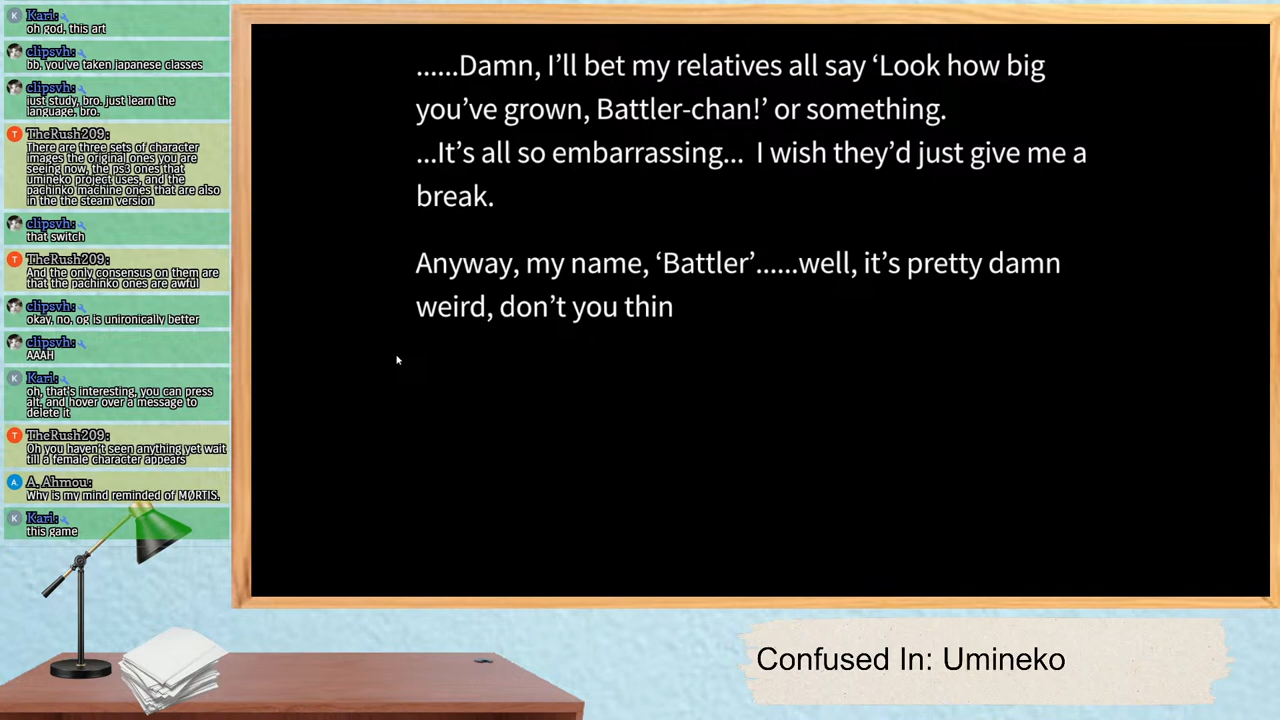 Kari:
oh god, this art
clipsvh:
bb, you've taken japanese classes
clipsvh:
just study, bro. just learn the
language, bro.
TheRush209:
There are three sets of character
images the original ones you are
seeing now, the ps3 ones that
umineko project uses, and the
pachinko machine ones that are also
in the the steam version
clipsvh:
that switch
TheRush209:
And the only consensus on them are
that the pachinko ones are awful
clipsvh:
okay, no, og is unironically better
clipsvh:
AAAH
Kari:
oh, that's interesting, you can press
alt, and hover over a message to
delete it
TheRush209:
Oh you haven't seen anything yet wait
till a female character appears
A. Ahmou:
Why is my mind reminded of MØRTIS.
Kari:
this game
......Damn, I'll bet my relatives all say ‘Look how big
you've grown, Battler-chan!’ or something.
...It's all so embarrassing... I wish they'd just give me a
break.
Anyway, my name, ‘Battler’......well, it's pretty damn
weird, don't you thin
Confused In: Umineko